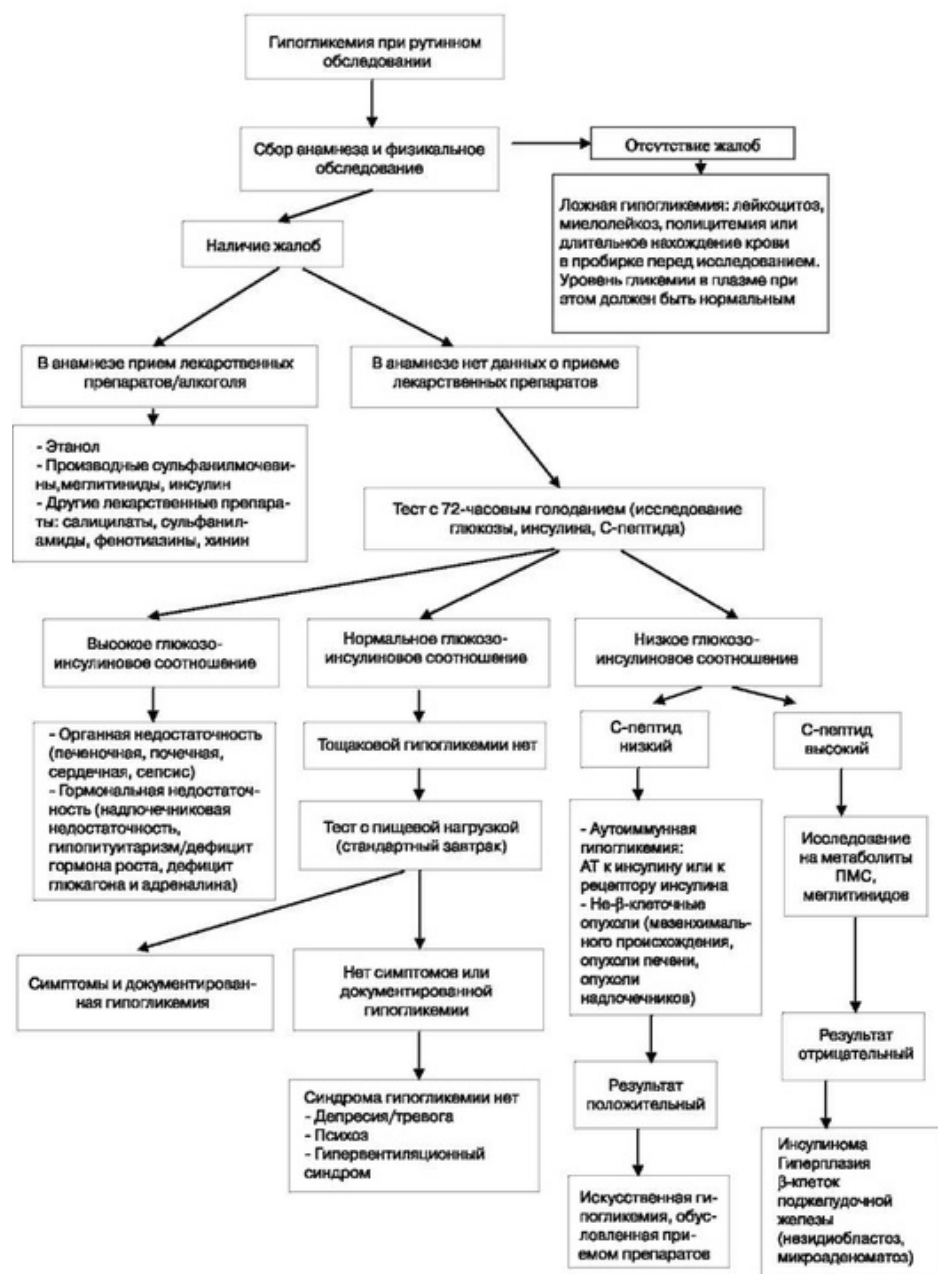 Гипогликемия при рутинном
обследовании
Сбор анамнеза и физикальное
обследование
Отсутствие жалоб
Ложная гипогликемия: лейкоцитоз,
миелолейкоз, полицитемия или
длительное нахождение крови
в пробирке перед исследованием.
Уровень гликемии в плазме при
этом должен быть нормальным
Наличие жалоб
В анамнезе прием лекарственных
препаратов/алкоголя
В анамнезе нет данных о приеме
лекарственных препаратов
- Этанол
- Производные сульфанилмочеви-
ны,меглитиниды, инсулин
- Другие лекарственные препара-
ты: салицилаты, сульфанил-
амиды, фенотиазины, хинин
Тест с 72-часовым голоданием (исследование
глюкозы, инсулина, С-пептида)
Высокое глюкозо-
инсулиновое соотношение
Нормальное глюкозо-
инсулиновое соотношение
Низкое глюкозо-
инсулиновое соотношение
- Органная недостаточность
(печеночная, почечная,
сердечная, сепсис)
- Гормональная недостаточ-
ность (надпочечниковая
недостаточность,
гипопитуитаризм/дефицит
гормона роста, дефицит
глюкагона и адреналина)
Тощаковой гипогликемии нет
С-пептид
низкий
С-пептид
высокий
Тест с пищевой нагрузкой
(стандартный завтрак)
- Аутоиммунная
гипогликемия:
АТ к инсулину или к
рецептору инсулина
- Не-β-клеточные
опухоли (мезенхималь-
ного происхождения,
опухоли печени,
опухоли
надпочечников)
Исследование
на метаболиты
ПМС,
меглитинидов
Симптомы и документирован-
ная гипогликемия
Нет симптомов или
документированной
гипогликемии
Результат
отрицательный
Синдрома гипогликемии нет
- Депресия/тревога
- Психоз
- Гипервентиляционный
синдром
Результат
положительный
Инсулинома
Гиперплазия
β-клеток
поджелудочной
железы
(незидиобластоз,
микроаденоматоз)
Искусственная ги-
погликемия, обус-
ловленная при-
емом препаратов